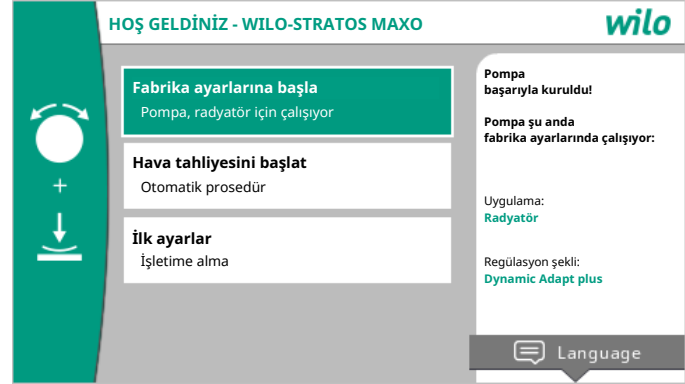 HOŞ GELDİNİZ - WILO-STRATOS MAXO
wilo
Fabrika ayarlarına başla
Pompa, radyatör için çalışıyor
Hava tahliyesini başlat
Otomatik prosedür
İlk ayarlar
İşletime alma
+
Pompa
başarıyla kuruldu!
Pompa şu anda
fabrika ayarlarında çalışıyor:
Uygulama:
Radyatör
Regülasyon şekli:
Dynamic Adapt plus
Language